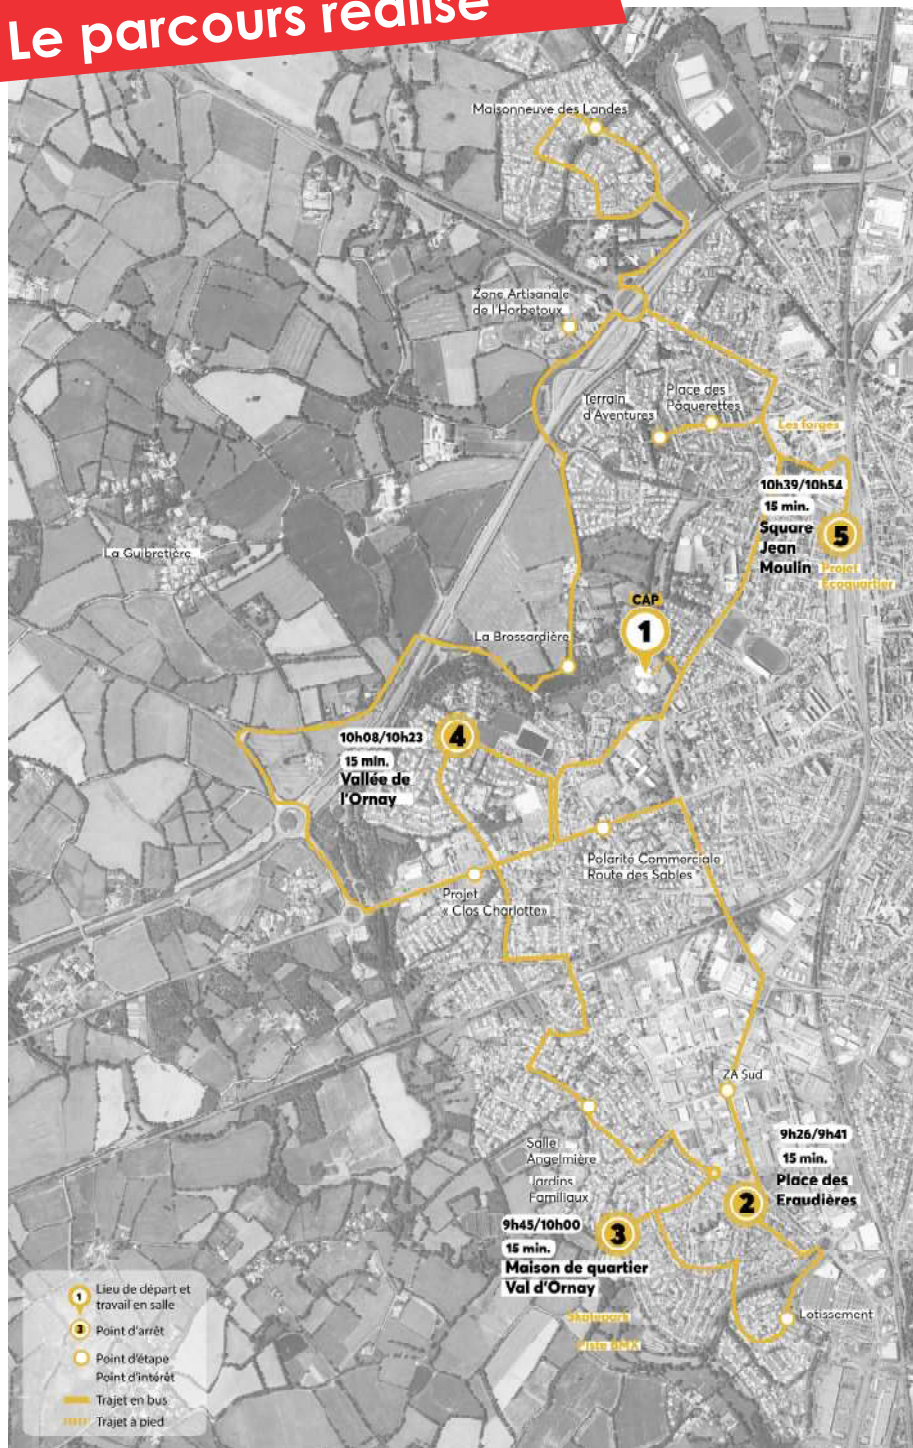 Le parcours réalisé
Maisonneuve des Landes
Zone Artisanale
de l'Horbetoux
Terrain
d'Aventures
Place des
Pâquerettes
Les forges
10h39/10h54
15 min.
Square
Jean
Moulin
5
Projet
Ecoquartier
La Guibretière
CAP
1
La Brossardière
10h08/10h23
15 min.
Vallée de
l'Ornay
4
Polarité Commerciale
Route des Sables
Projet
« Clos Charlotte»
ZA Sud
9h26/9h41
15 min.
Place des
Eraudières
2
Salle
Angelmière
Jardins
Familiaux
9h45/10h00
15 min.
Maison de quartier
Val d'Ornay
3
Skatepark
Piste BMX
Lotissement
1
Lieu de départ et
travail en salle
3
Point d'arrêt
Point d'étape
Point d'intérêt
Trajet en bus
Trajet à pied